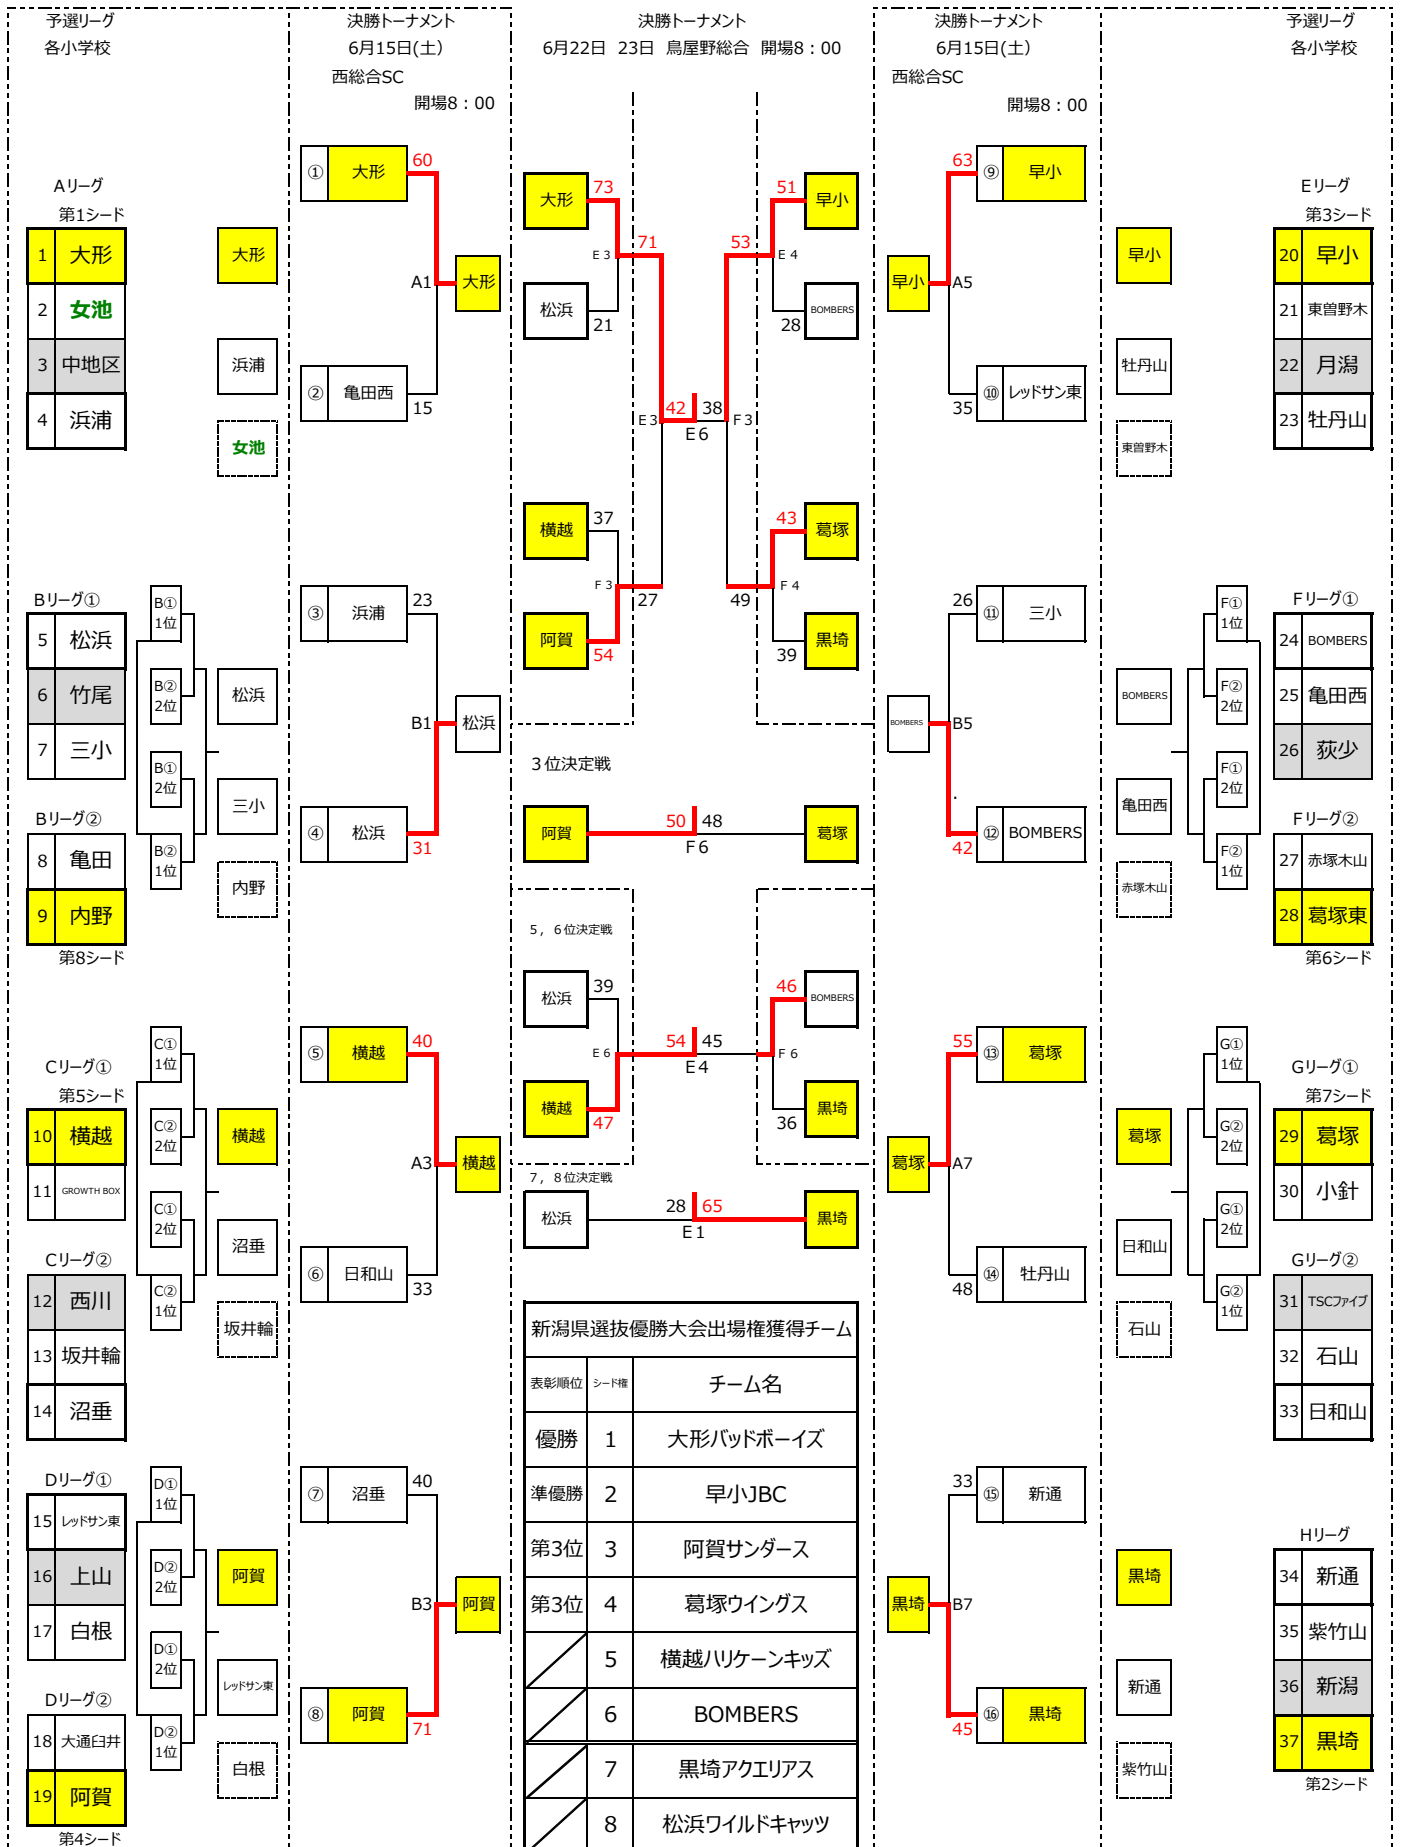 予選リーグ
各小学校
決勝トーナメント
6月15日(土)
西総合SC
開場8：00
決勝トーナメント
6月22日 23日 鳥屋野総合 開場8：00
決勝トーナメント
6月15日(土)
西総合SC
開場8：00
予選リーグ
各小学校
Aリーグ
第1シード
1 大形
2 女池
3 中地区
4 浜浦
大形
浜浦
女池
Bリーグ①
5 松浜
6 竹尾
7 三小
Bリーグ②
8 亀田
9 内野
第8シード
B①
1位
B②
2位
B①
2位
B②
1位
松浜
三小
内野
Cリーグ①
第5シード
10 横越
11 GROWTH BOX
Cリーグ②
12 西川
13 坂井輪
14 沼垂
C①
1位
C②
2位
C①
2位
C②
1位
横越
沼垂
坂井輪
Dリーグ①
15 レッドサン東
16 上山
17 白根
Dリーグ②
18 大通臼井
19 阿賀
第4シード
D①
1位
D②
2位
D①
2位
D②
1位
阿賀
レッドサン東
白根
① 大形 60
A1 大形
② 亀田西 15
③ 浜浦 23
B1 松浜
④ 松浜 31
⑤ 横越 40
A3 横越
⑥ 日和山 33
⑦ 沼垂 40
B3 阿賀
⑧ 阿賀 71
大形 73
E3 71
松浜 21
51 早小
53 E4
28 BOMBERS
E3 42 38 F3
E6
横越 37
F3 27
阿賀 54
43 葛塚
49 F4
39 黒埼
3位決定戦
阿賀 50 48 葛塚
F6
5，6位決定戦
松浜 39
46 BOMBERS
E6 54 45 F6
E4
横越 47
36 黒埼
7，8位決定戦
松浜 28 65 黒埼
E1
新潟県選抜優勝大会出場権獲得チーム
表彰順位 シード権 チーム名
優勝 1 大形バッドボーイズ
準優勝 2 早小JBC
第3位 3 阿賀サンダース
第3位 4 葛塚ウイングス
5 横越ハリケーンキッズ
6 BOMBERS
7 黒埼アクエリアス
8 松浜ワイルドキャッツ
63 ⑨ 早小
早小 A5
35 ⑩ レッドサン東
26 ⑪ 三小
BOMBERS B5
.
42 ⑫ BOMBERS
55 ⑬ 葛塚
葛塚 A7
48 ⑭ 牡丹山
33 ⑮ 新通
黒埼 B7
45 ⑯ 黒埼
Eリーグ
第3シード
20 早小
21 東曽野木
22 月潟
23 牡丹山
早小
牡丹山
東曽野木
Fリーグ①
24 BOMBERS
25 亀田西
26 荻少
Fリーグ②
27 赤塚木山
28 葛塚東
第6シード
F①
1位
F②
2位
F①
2位
F②
1位
BOMBERS
亀田西
赤塚木山
Gリーグ①
第7シード
29 葛塚
30 小針
Gリーグ②
31 TSCファイブ
32 石山
33 日和山
G①
1位
G②
2位
G①
2位
G②
1位
葛塚
日和山
石山
Hリーグ
34 新通
35 紫竹山
36 新潟
37 黒埼
第2シード
黒埼
新通
紫竹山